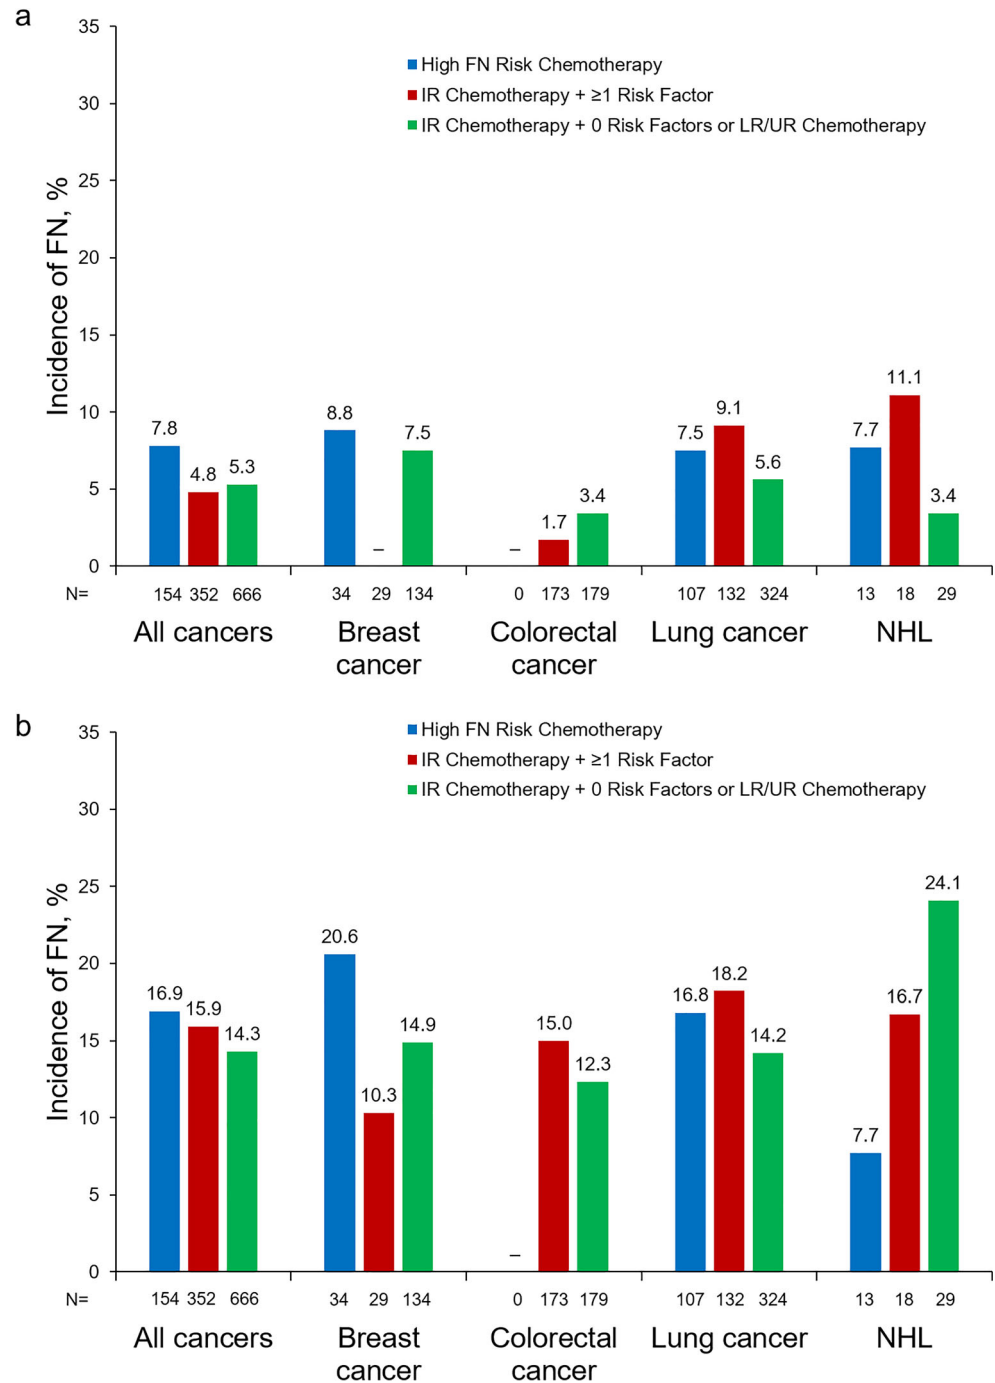 a
35
30
25
20
15
10
5
0
Incidence of FN, %
High FN Risk Chemotherapy
IR Chemotherapy + ≥1 Risk Factor
IR Chemotherapy + 0 Risk Factors or LR/UR Chemotherapy
7.8
4.8
5.3
8.8
–
7.5
–
1.7
3.4
7.5
9.1
5.6
7.7
11.1
3.4
N= 154 352 666 34 29 134 0 173 179 107 132 324 13 18 29
All cancers
Breast
cancer
Colorectal
cancer
Lung cancer
NHL
b
35
30
25
20
15
10
5
0
Incidence of FN, %
High FN Risk Chemotherapy
IR Chemotherapy + ≥1 Risk Factor
IR Chemotherapy + 0 Risk Factors or LR/UR Chemotherapy
16.9
15.9
14.3
20.6
10.3
14.9
–
15.0
12.3
16.8
18.2
14.2
7.7
16.7
24.1
N= 154 352 666 34 29 134 0 173 179 107 132 324 13 18 29
All cancers
Breast
cancer
Colorectal
cancer
Lung cancer
NHL